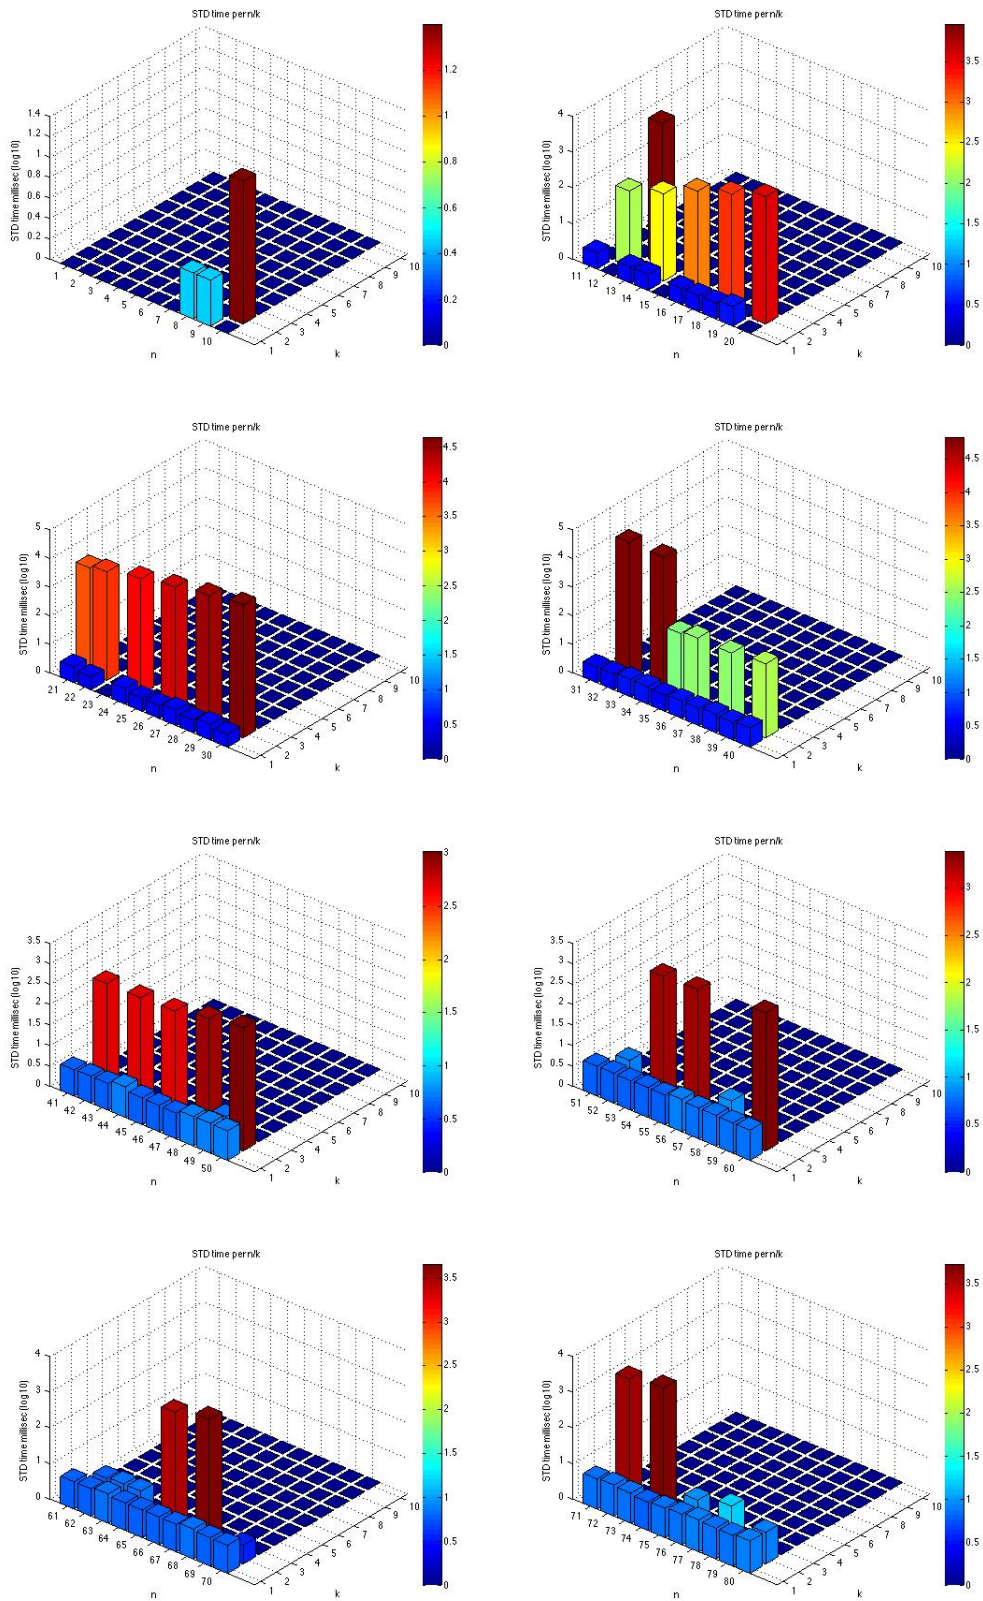 STD time per n/k
STD time millisec (log10)
1.4
1.2
1
0.8
0.6
0.4
0.2
0
1 2 3 4 5 6 7 8 9 10
n
1 2 3 4 5 6 7 8 9 10
k
1.2
1
0.8
0.6
0.4
0.2
0
STD time per n/k
STD time millisec (log10)
4
3
2
1
0
11 12 13 14 15 16 17 18 19 20
n
1 2 3 4 5 6 7 8 9 10
k
3.5
3
2.5
2
1.5
1
0.5
0
STD time per n/k
STD time millisec (log10)
5
4
3
2
1
0
21 22 23 24 25 26 27 28 29 30
n
1 2 3 4 5 6 7 8 9 10
k
4.5
4
3.5
3
2.5
2
1.5
1
0.5
0
STD time per n/k
STD time millisec (log10)
5
4
3
2
1
0
31 32 33 34 35 36 37 38 39 40
n
1 2 3 4 5 6 7 8 9 10
k
4.5
4
3.5
3
2.5
2
1.5
1
0.5
0
STD time per n/k
STD time millisec (log10)
3.5
3
2.5
2
1.5
1
0.5
0
41 42 43 44 45 46 47 48 49 50
n
1 2 3 4 5 6 7 8 9 10
k
3
2.5
2
1.5
1
0.5
0
STD time per n/k
STD time millisec (log10)
3.5
3
2.5
2
1.5
1
0.5
0
51 52 53 54 55 56 57 58 59 60
n
1 2 3 4 5 6 7 8 9 10
k
3
2.5
2
1.5
1
0.5
0
STD time per n/k
STD time millisec (log10)
4
3
2
1
0
61 62 63 64 65 66 67 68 69 70
n
1 2 3 4 5 6 7 8 9 10
k
3.5
3
2.5
2
1.5
1
0.5
0
STD time per n/k
STD time millisec (log10)
4
3
2
1
0
71 72 73 74 75 76 77 78 79 80
n
1 2 3 4 5 6 7 8 9 10
k
3.5
3
2.5
2
1.5
1
0.5
0